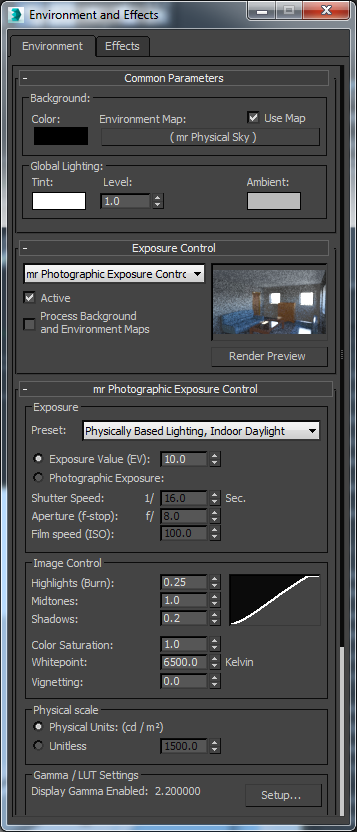 Environment and Effects
Environment Effects
- Common Parameters
Background:
Color: Environment Map: Use Map
( mr Physical Sky )
Global Lighting:
Tint: Level: Ambient:
1.0
- Exposure Control
mr Photographic Exposure Contrc
Active
Process Background
and Environment Maps
Render Preview
- mr Photographic Exposure Control
Exposure
Preset: Physically Based Lighting, Indoor Daylight
Exposure Value (EV): 10.0
Photographic Exposure:
Shutter Speed: 1/ 16.0 Sec.
Aperture (f-stop): f/ 8.0
Film speed (ISO): 100.0
Image Control
Highlights (Burn): 0.25
Midtones: 1.0
Shadows: 0.2
Color Saturation: 1.0
Whitepoint: 6500.0 Kelvin
Vignetting: 0.0
Physical scale
Physical Units: (cd / m²)
Unitless 1500.0
Gamma / LUT Settings
Display Gamma Enabled: 2.200000
Setup...